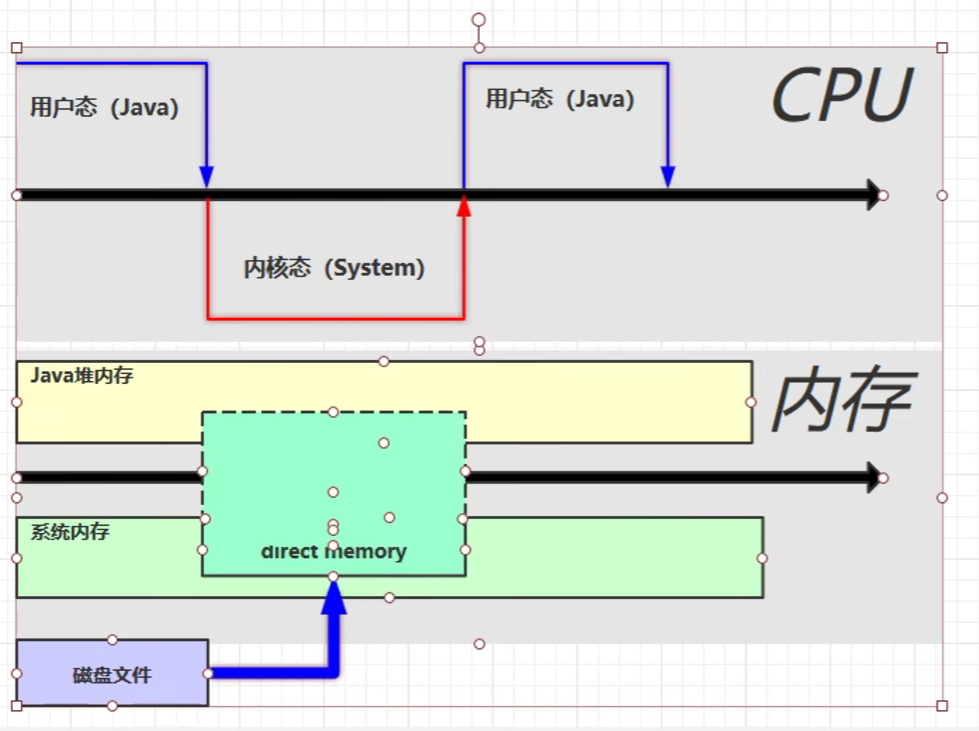 用户态（Java）
用户态（Java）
CPU
内核态（System）
Java堆内存
内存
系统内存
direct memory
磁盘文件